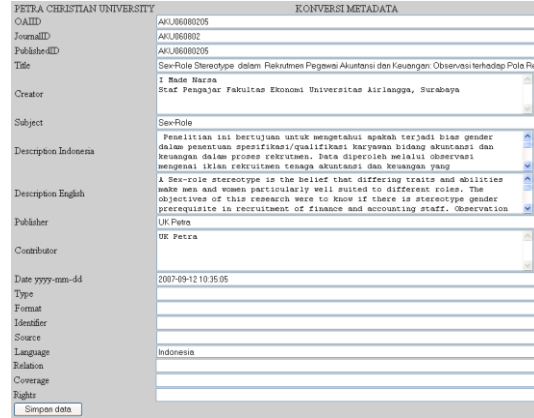 PETRA CHRISTIAN UNIVERSITY KONVERSI METADATA
OAIID AKU06080205
JournalID AKU060802
PublishedID AKU06080205
Title Sex-Role Stereotype dalam Rekrutmen Pegawai Akuntansi dan Keuangan: Observasi terhadap Pola Re
Creator I Made Narsa
Staf Pengajar Fakultas Ekonomi Universitas Airlangga, Surabaya
Subject Sex-Role
Description Indonesia Penelitian ini bertujuan untuk mengetahui apakah terjadi bias gender
dalam penentuan spesifikasi/qualifikasi karyawan bidang akuntansi dan
keuangan dalam proses rekrutmen. Data diperoleh melalui observasi
mengenai iklan rekrutmen tenaga akuntansi dan keuangan yang
Description English A Sex-role stereotype is the belief that differing traits and abilities
make men and women particularly well suited to different roles. The
objectives of this research were to know if there is stereotype gender
prerequisite in recruitment of finance and accounting staff. Observation
Publisher UK Petra
Contributor UK Petra
Date yyyy-mm-dd 2007-09-12 10:35:05
Type
Format
Identifier
Source
Language Indonesia
Relation
Coverage
Rights
Simpan data